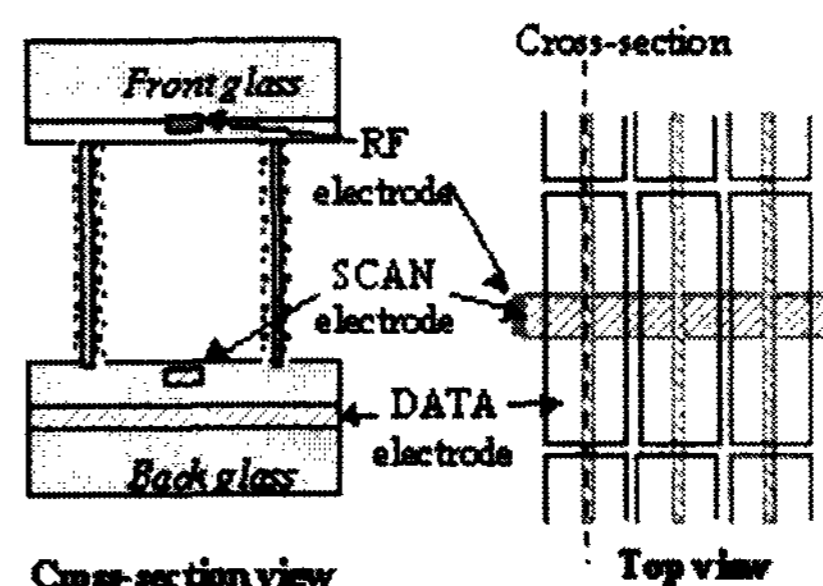 Cross-section
Front glass
RF
electrode
SCAN
electrode
DATA
electrode
Back glass
Cross-section view
Top view